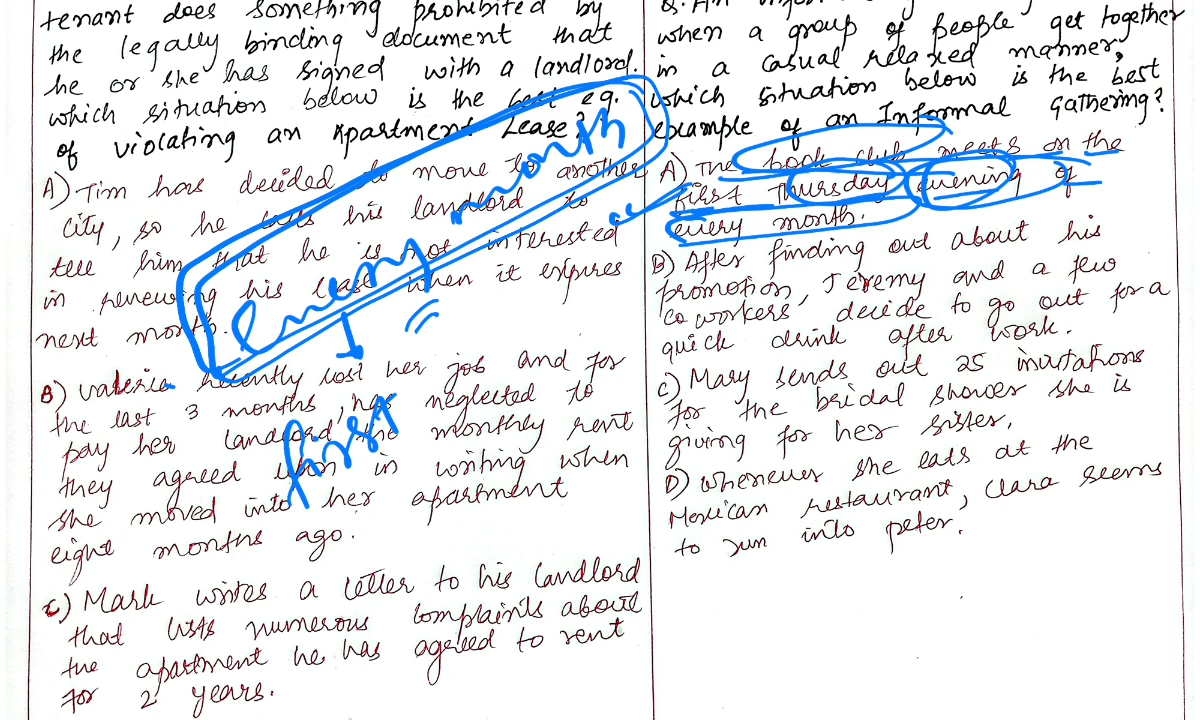 tenant does something prohibited by
the legally binding document that
he or she has signed with a landlord.
which situation below is the best eg.
of violating an Apartment Lease?
A) Tim has decided to move to another
city, so he calls his landlord to
tell him that he is not interested
in renewing his lease when it expires
next month.
B) Valerie recently lost her job and for
the last 3 months, has neglected to
pay her landlord the monthly rent
they agreed upon in writing when
she moved into her apartment
eight months ago.
C) Mark writes a letter to his landlord
that lists numerous complaints about
the apartment he has agreed to rent
for 2 years.
when a group of people get together
in a casual relaxed manner,
which situation below is the best
example of an Informal Gathering?
A) The book club meets on the
first Thursday evening of
every month.
B) After finding out about his
promotion, Jeremy and a few
coworkers decide to go out for a
quick drink after work.
C) Mary sends out 25 invitations
for the bridal shower she is
giving for her sister.
D) Whenever she eats at the
Mexican restaurant, Clara seems
to run into peter.
every month
first